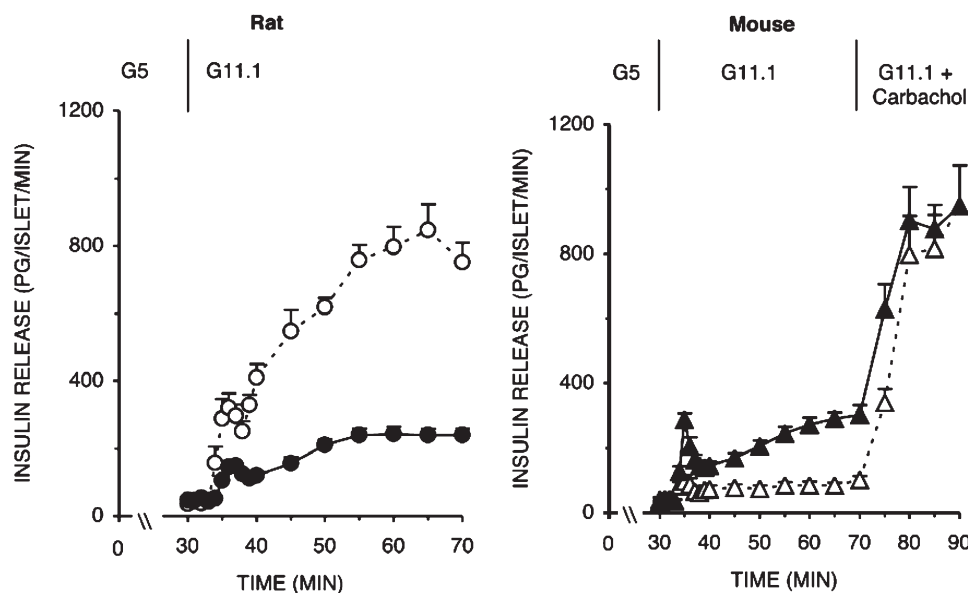 Rat
G5 G11.1
1200
800
400
0
0 30 40 50 60 70
TIME (MIN)
INSULIN RELEASE (PG/ISLET/MIN)
Mouse
G5 G11.1 G11.1 +
Carbachol
1200
800
400
0
0 30 40 50 60 70 80 90
TIME (MIN)
INSULIN RELEASE (PG/ISLET/MIN)